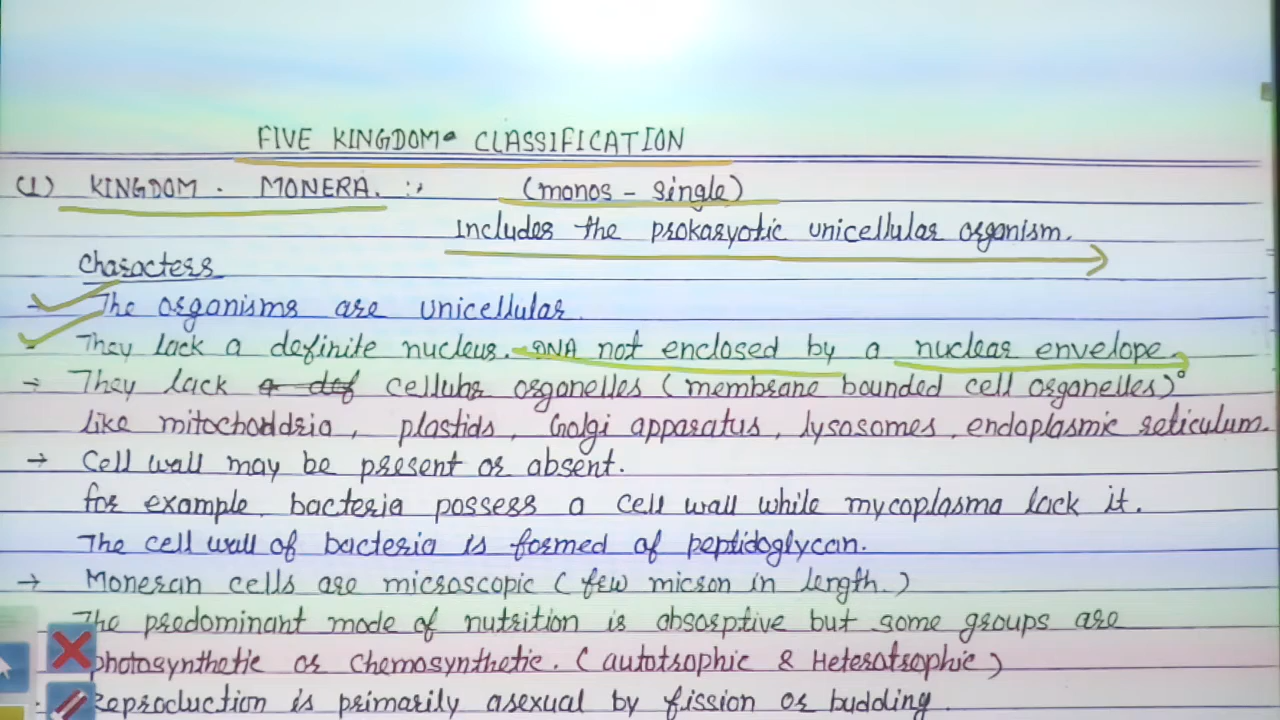 FIVE KINGDOM CLASSIFICATION
(1) KINGDOM. MONERA. :, (monos - single)
Includes the prokaryotic unicellular organism.
Characters
- The organisms are unicellular.
- They lack a definite nucleus. DNA not enclosed by a nuclear envelope.
→ They lack a def cellular organelles (membrane bounded cell organelles)
like mitochoddria, plastids, Golgi apparatus, lysosomes, endoplasmic reticulum.
→ Cell wall may be present or absent.
for example, bacteria possess a cell wall while mycoplasma lack it.
The cell wall of bacteria is formed of peptidoglycan.
→ Moneran cells are microscopic (few micron in length.)
The predominant mode of nutrition is absorptive but some groups are
photosynthetic or chemosynthetic. (autotrophic & Heterotrophic)
Reproduction is primarily asexual by fission or budding.